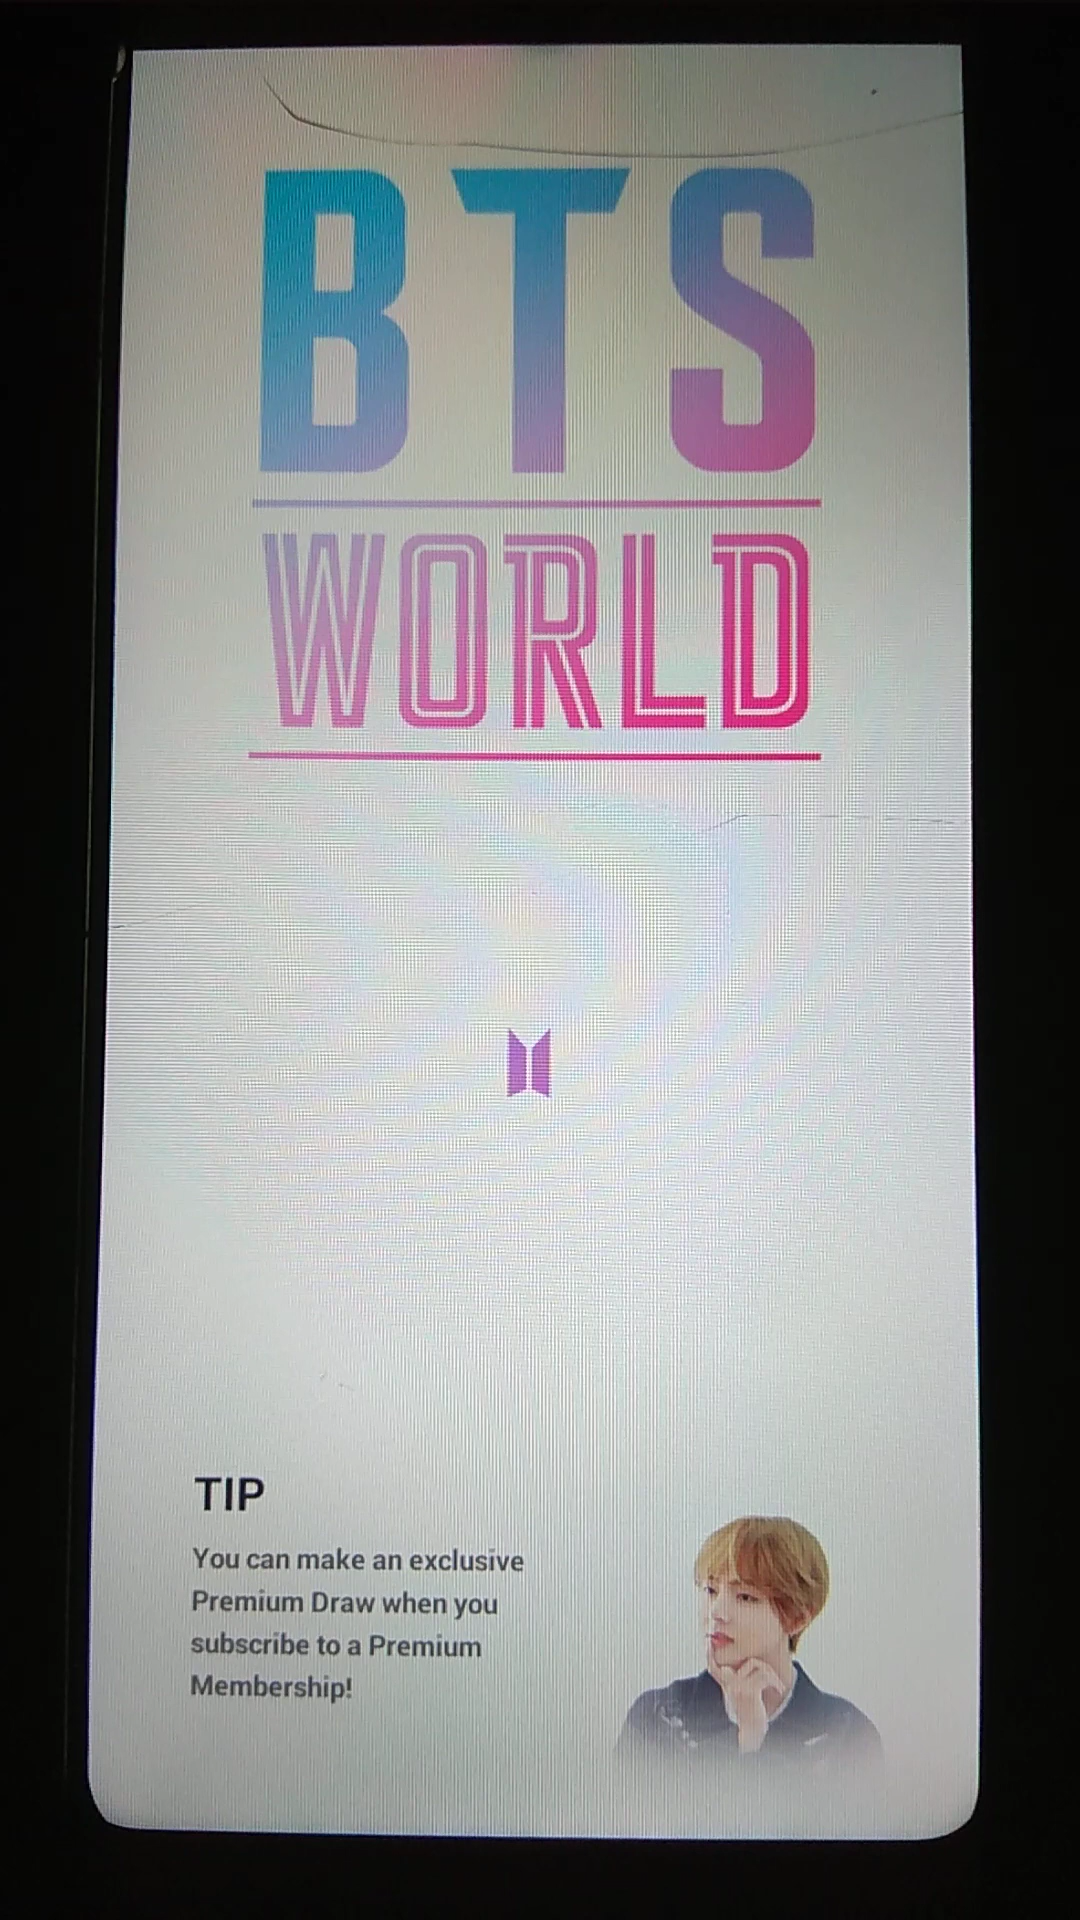 BTS
WORLD
TIP
You can make an exclusive
Premium Draw when you
subscribe to a Premium
Membership!